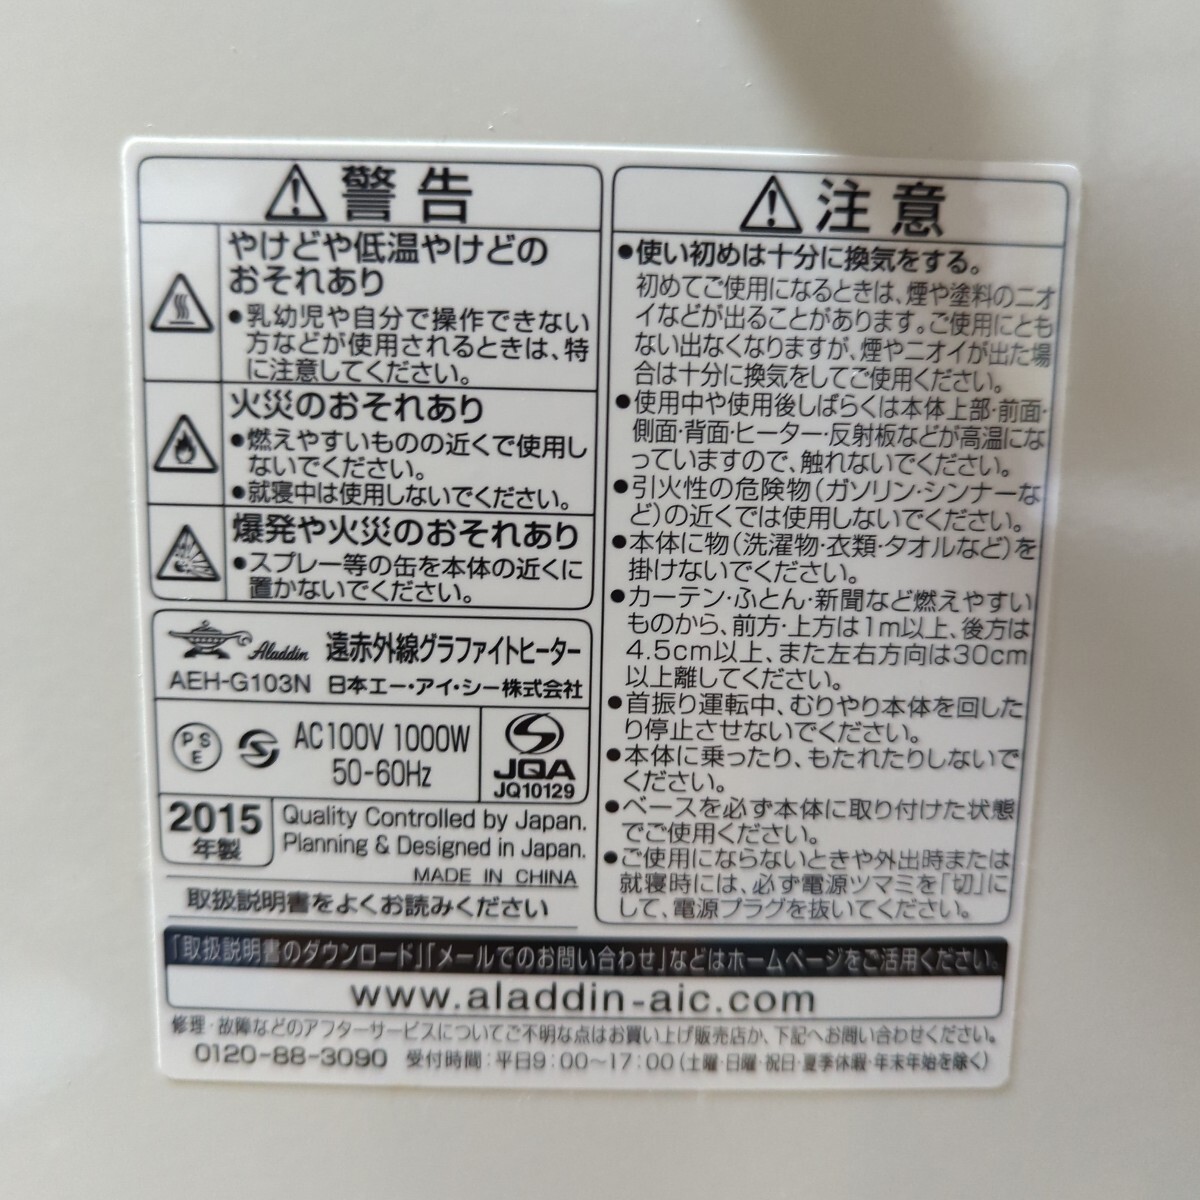 警告
やけどや低温やけどの
おそれあり
●乳幼児や自分で操作できない
方などが使用されるときは、特
に注意してください。
火災のおそれあり
●燃えやすいものの近くで使用し
ないでください。
●就寝中は使用しないでください。
爆発や火災のおそれあり
●スプレー等の缶を本体の近くに
置かないでください。
Aladdin 遠赤外線グラファイトヒーター
AEH-G103N 日本エー・アイ・シー株式会社
PSE S AC100V 1000W
50-60Hz
JQA
JQ10129
2015
年製
Quality Controlled by Japan.
Planning & Designed in Japan.
MADE IN CHINA
取扱説明書をよくお読みください
注意
●使い初めは十分に換気をする。
初めてご使用になるときは、煙や塗料のニオ
イなどが出ることがあります。ご使用にとも
ない出なくなりますが、煙やニオイが出た場
合は十分に換気をしてご使用ください。
●使用中や使用後しばらくは本体上部・前面・
側面・背面・ヒーター・反射板などが高温にな
っていますので、触れないでください。
●引火性の危険物(ガソリン・シンナーな
ど)の近くでは使用しないでください。
●本体に物(洗濯物・衣類・タオルなど)を
掛けないでください。
●カーテン・ふとん・新聞など燃えやすい
ものから、前方・上方は1m以上、後方は
4.5cm以上、また左右方向は30cm
以上離してください。
●首振り運転中、むりやり本体を回したた
り停止させないでください。
●本体に乗ったり、もたれたりしないで
ください。
●ベースを必ず本体に取り付けた状態
でご使用ください。
●ご使用にならないときや外出時または
就寝時には、必ず電源ツマミを「切」に
して、電源プラグを抜いてください。
「取扱説明書のダウンロード」「メールでのお問い合わせ」などはホームページをご活用ください。
www.aladdin-aic.com
修理・故障などのアフターサービスについてご不明な点はお買い上げ販売店か、下記へお問い合わせください。
0120-88-3090 受付時間:平日9:00〜17:00(土曜・日曜・祝日・夏季休暇・年末年始を除く)